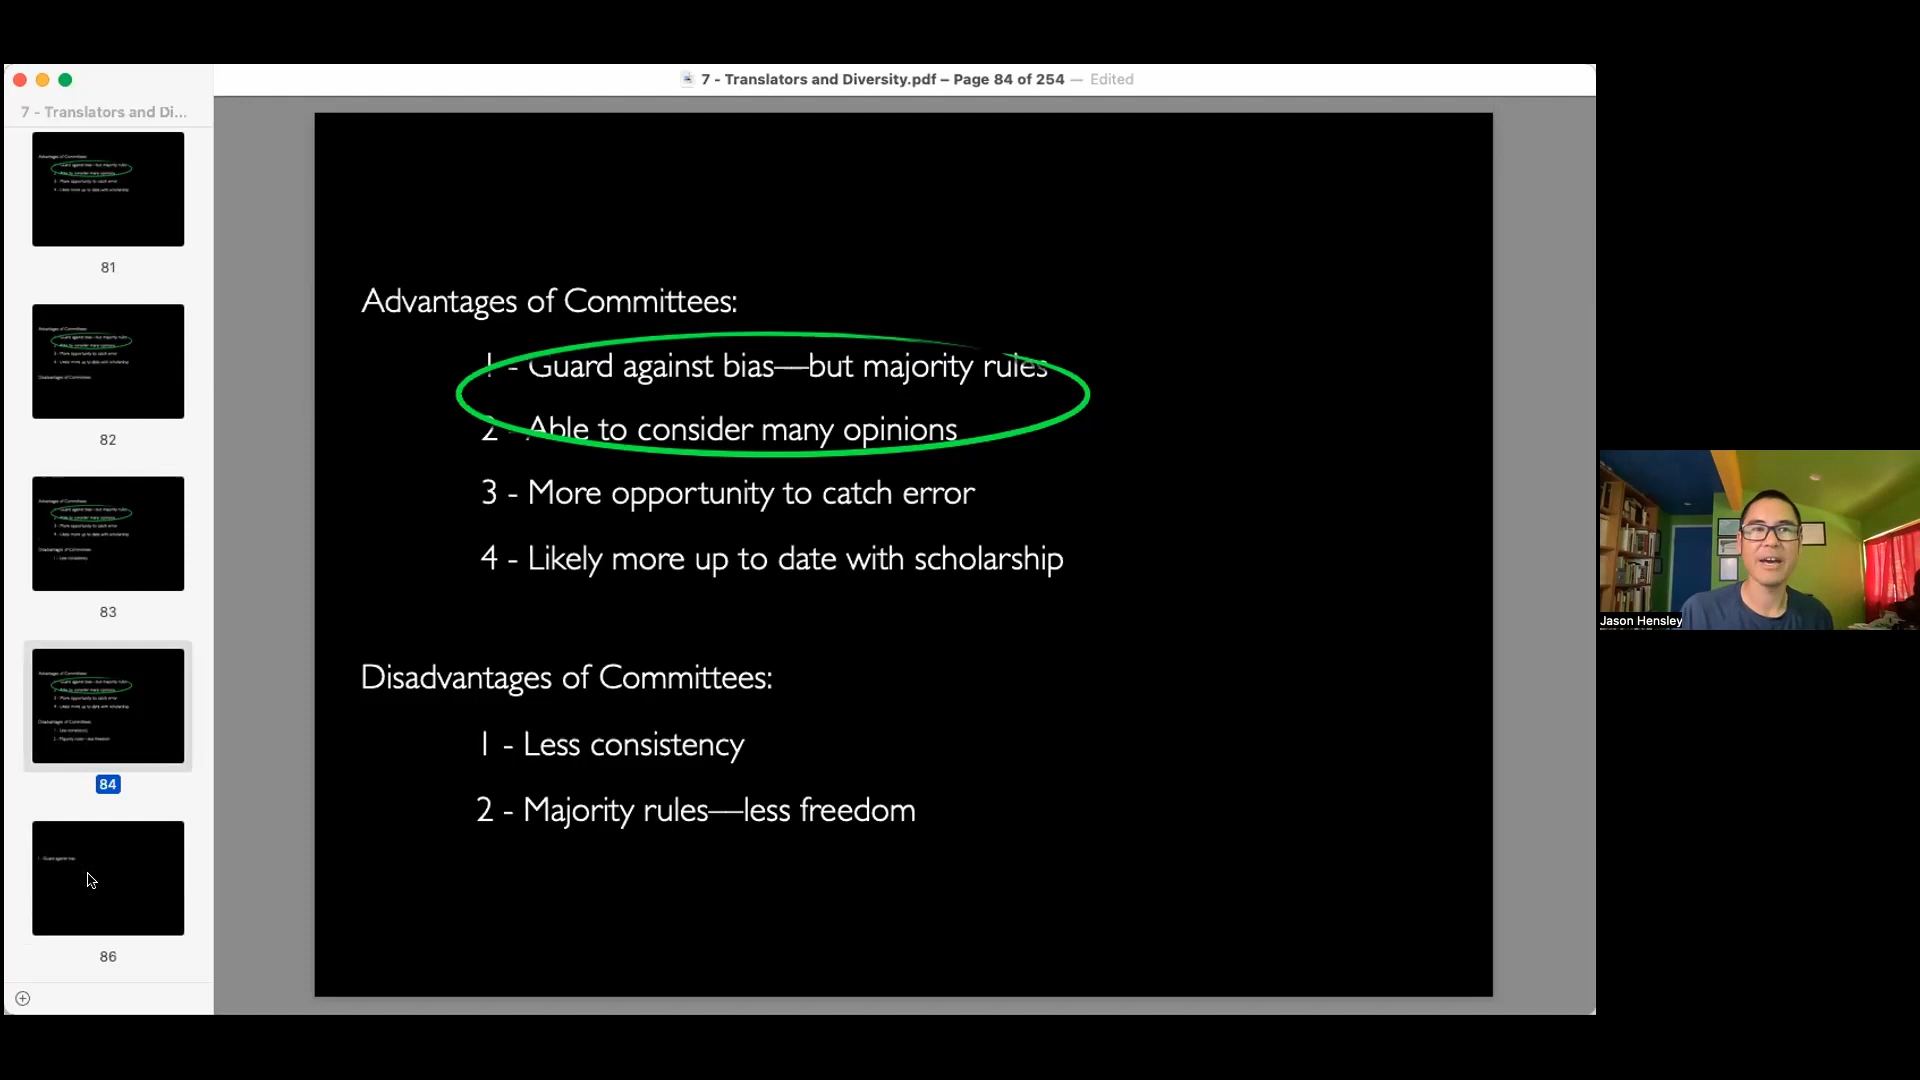 7 - Translators and Diversity.pdf – Page 84 of 254 — Edited
7 - Translators and Di...
81
82
83
84
86
Advantages of Committees:
1 - Guard against bias—but majority rules
2 - Able to consider many opinions
3 - More opportunity to catch error
4 - Likely more up to date with scholarship
Disadvantages of Committees:
1 - Less consistency
2 - Majority rules—less freedom
Jason Hensley